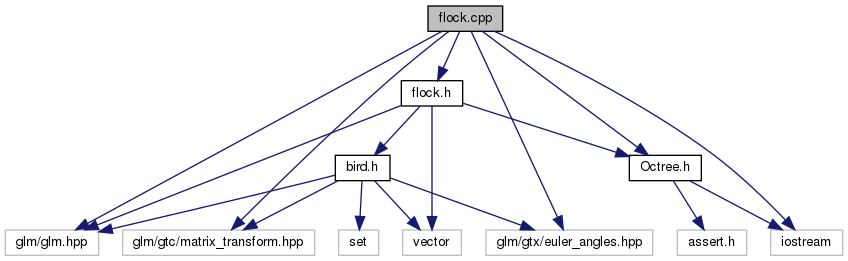 flock.cpp
flock.h
bird.h
Octree.h
glm/glm.hpp
glm/gtc/matrix_transform.hpp
set
vector
glm/gtx/euler_angles.hpp
assert.h
iostream